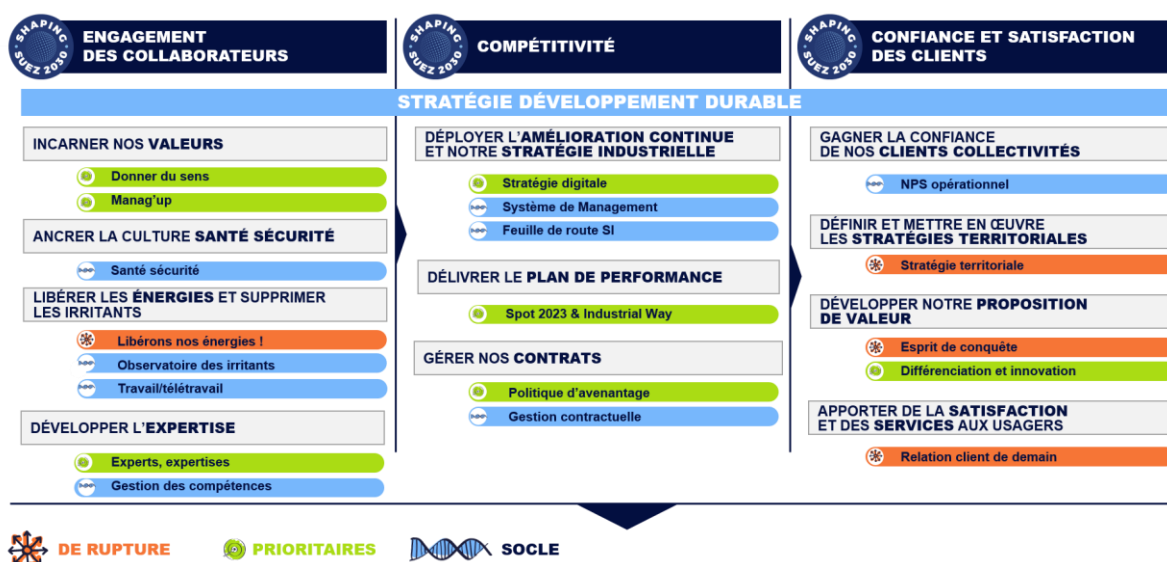 SHAPING
SUEZ 2030
ENGAGEMENT
DES COLLABORATEURS
SHAPING
SUEZ 2030
COMPÉTITIVITÉ
SHAPING
SUEZ 2030
CONFIANCE ET SATISFACTION
DES CLIENTS
STRATÉGIE DÉVELOPPEMENT DURABLE
INCARNER NOS VALEURS
Donner du sens
Manag'up
ANCRER LA CULTURE SANTÉ SÉCURITÉ
Santé sécurité
LIBÉRER LES ÉNERGIES ET SUPPRIMER
LES IRRITANTS
Libérons nos énergies !
Observatoire des irritants
Travail/télétravail
DÉVELOPPER L'EXPERTISE
Experts, expertises
Gestion des compétences
DÉPLOYER L'AMÉLIORATION CONTINUE
ET NOTRE STRATÉGIE INDUSTRIELLE
Stratégie digitale
Système de Management
Feuille de route SI
DÉLIVRER LE PLAN DE PERFORMANCE
Spot 2023 & Industrial Way
GÉRER NOS CONTRATS
Politique d'avenantage
Gestion contractuelle
GAGNER LA CONFIANCE
DE NOS CLIENTS COLLECTIVITÉS
NPS opérationnel
DÉFINIR ET METTRE EN ŒUVRE
LES STRATÉGIES TERRITORIALES
Stratégie territoriale
DÉVELOPPER NOTRE PROPOSITION
DE VALEUR
Esprit de conquête
Différenciation et innovation
APPORTER DE LA SATISFACTION
ET DES SERVICES AUX USAGERS
Relation client de demain
DE RUPTURE
PRIORITAIRES
SOCLE